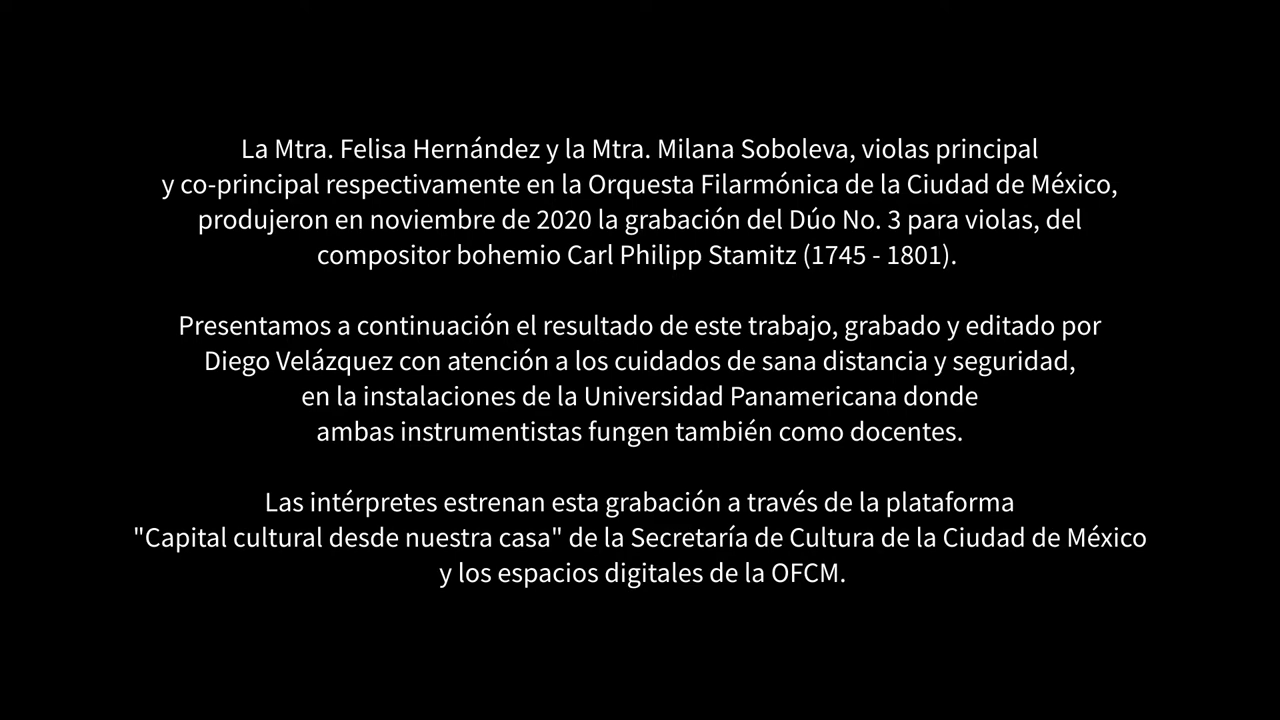 La Mtra. Felisa Hernández y la Mtra. Milana Soboleva, violas principal
y co-principal respectivamente en la Orquesta Filarmónica de la Ciudad de México,
produjeron en noviembre de 2020 la grabación del Dúo No. 3 para violas, del
compositor bohemio Carl Philipp Stamitz (1745 - 1801).
Presentamos a continuación el resultado de este trabajo, grabado y editado por
Diego Velázquez con atención a los cuidados de sana distancia y seguridad,
en la instalaciones de la Universidad Panamericana donde
ambas instrumentistas fungen también como docentes.
Las intérpretes estrenan esta grabación a través de la plataforma
"Capital cultural desde nuestra casa" de la Secretaría de Cultura de la Ciudad de México
y los espacios digitales de la OFCM.